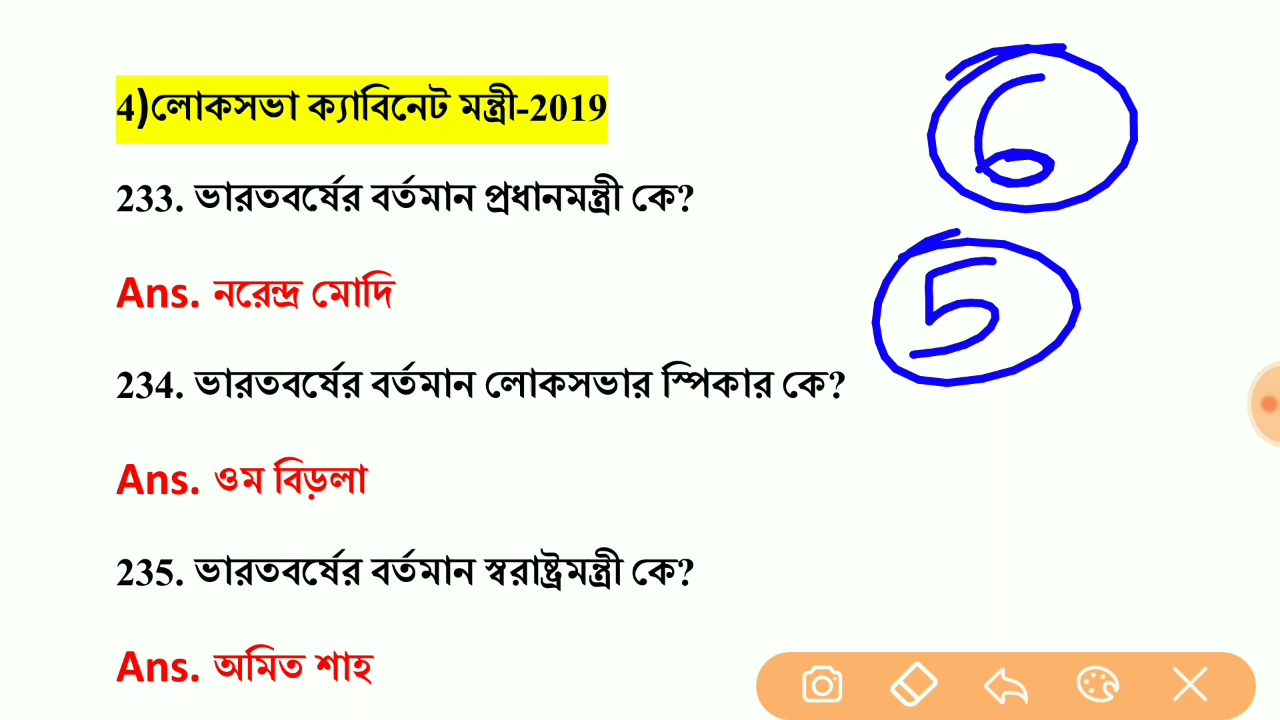 4)লোকসভা ক্যাবিনেট মন্ত্রী-2019
6
233. ভারতবর্ষের বর্তমান প্রধানমন্ত্রী কে?
5
Ans. নরেন্দ্র মোদি
234. ভারতবর্ষের বর্তমান লোকসভার স্পিকার কে?
Ans. ওম বিড়লা
235. ভারতবর্ষের বর্তমান স্বরাষ্ট্রমন্ত্রী কে?
Ans. অমিত শাহ